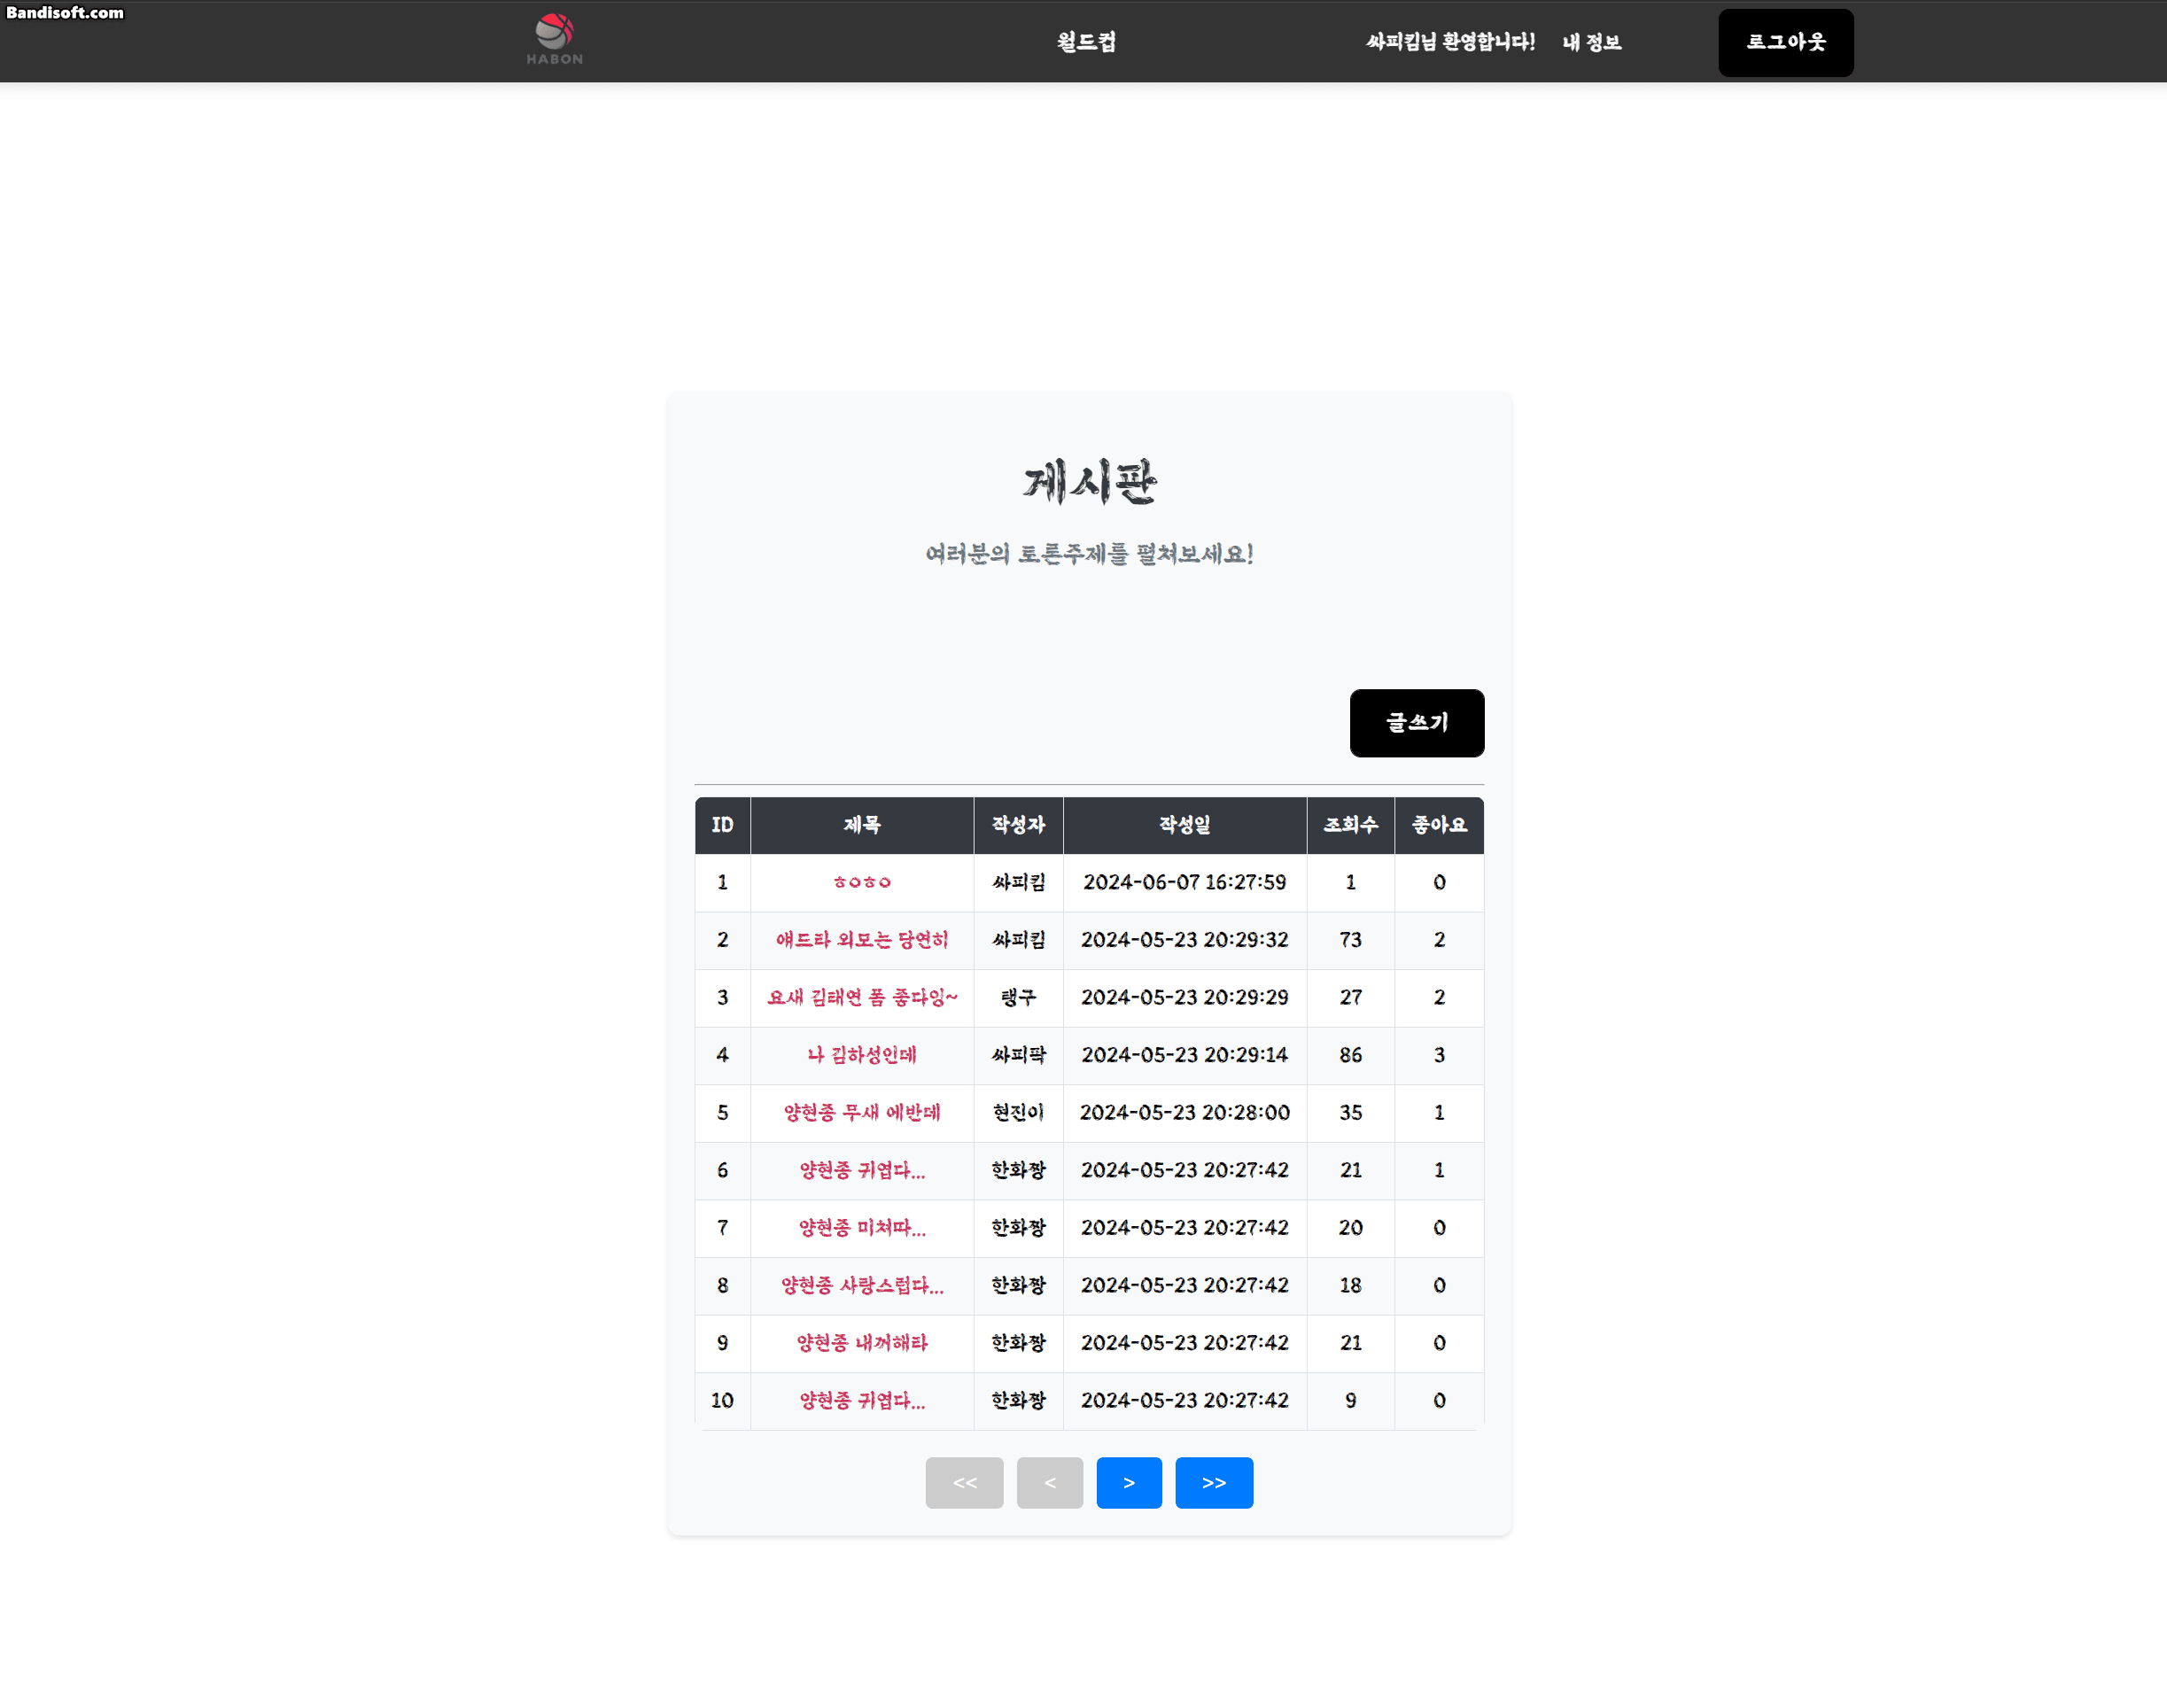 Bandisoft.com
HABON
월드컵
싸피킴님 환영합니다!
내 정보
로그아웃
게시판
여러분의 토론주제를 펼쳐보세요!
글쓰기
ID 제목 작성자 작성일 조회수 좋아요
1 ㅎㅇㅎㅇ 싸피킴 2024-06-07 16:27:59 1 0
2 얘드라 외모는 당연히 싸피킴 2024-05-23 20:29:32 73 2
3 요새 김태연 폼 좋다잉~ 탱구 2024-05-23 20:29:29 27 2
4 나 김하성인데 싸피팍 2024-05-23 20:29:14 86 3
5 양현종 무새 에반데 현진이 2024-05-23 20:28:00 35 1
6 양현종 귀엽다... 한화짱 2024-05-23 20:27:42 21 1
7 양현종 미쳐따... 한화짱 2024-05-23 20:27:42 20 0
8 양현종 사랑스럽다... 한화짱 2024-05-23 20:27:42 18 0
9 양현종 내꺼해라 한화짱 2024-05-23 20:27:42 21 0
10 양현종 귀엽다... 한화짱 2024-05-23 20:27:42 9 0
<< < > >>